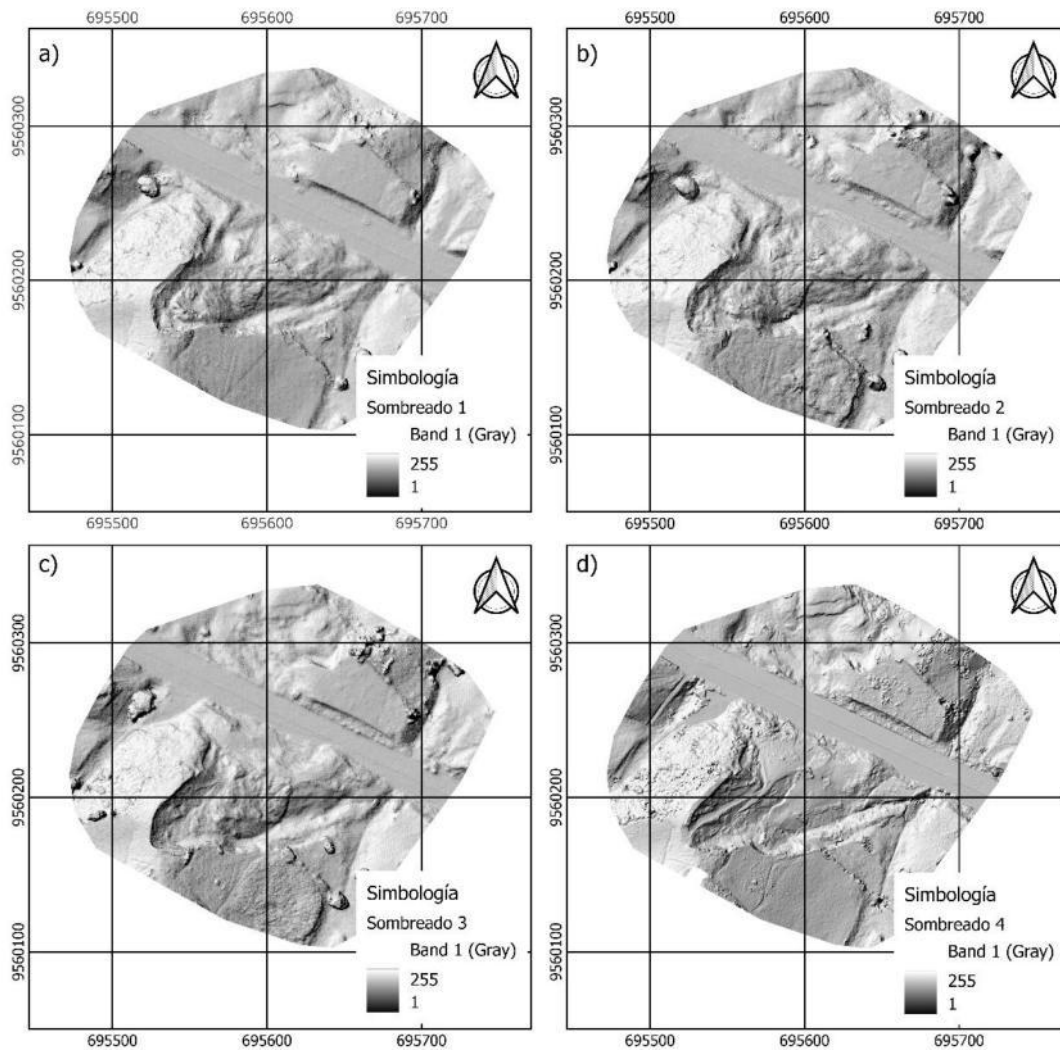 695500 695600 695700
695500 695600 695700
a)
b)
9560300
9560200
9560100
9560300
9560200
9560100
Simbología
Sombreado 1
Band 1 (Gray)
255
1
Simbología
Sombreado 2
Band 1 (Gray)
255
1
695500 695600 695700
695500 695600 695700
c)
d)
9560300
9560200
9560100
9560300
9560200
9560100
Simbología
Sombreado 3
Band 1 (Gray)
255
1
Simbología
Sombreado 4
Band 1 (Gray)
255
1
695500 695600 695700
695500 695600 695700